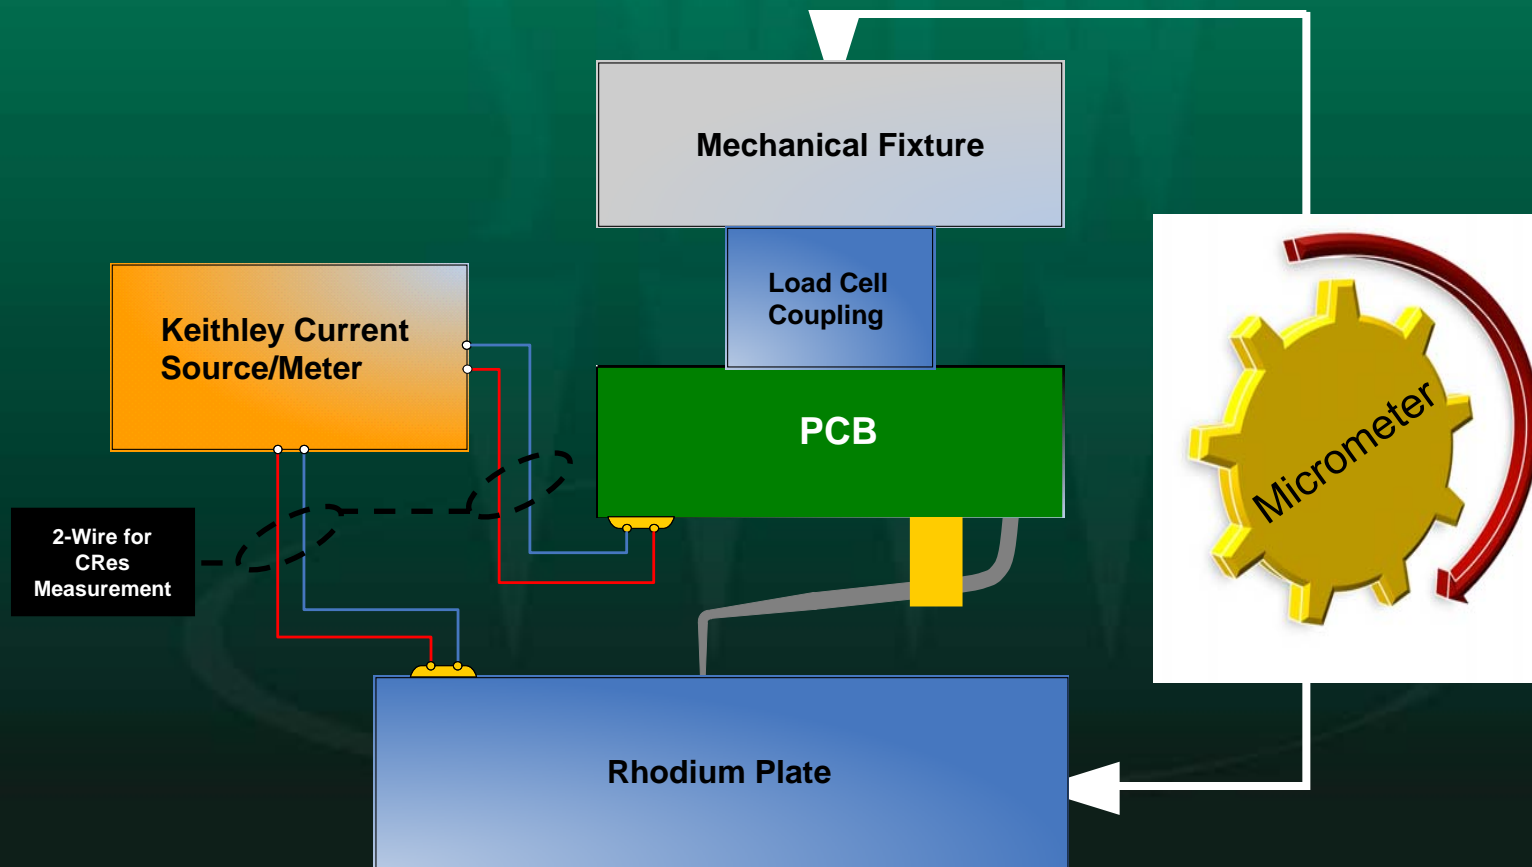 Mechanical Fixture
Load Cell
Coupling
Keithley Current
Source/Meter
PCB
Micrometer
2-Wire for
CRes
Measurement
Rhodium Plate